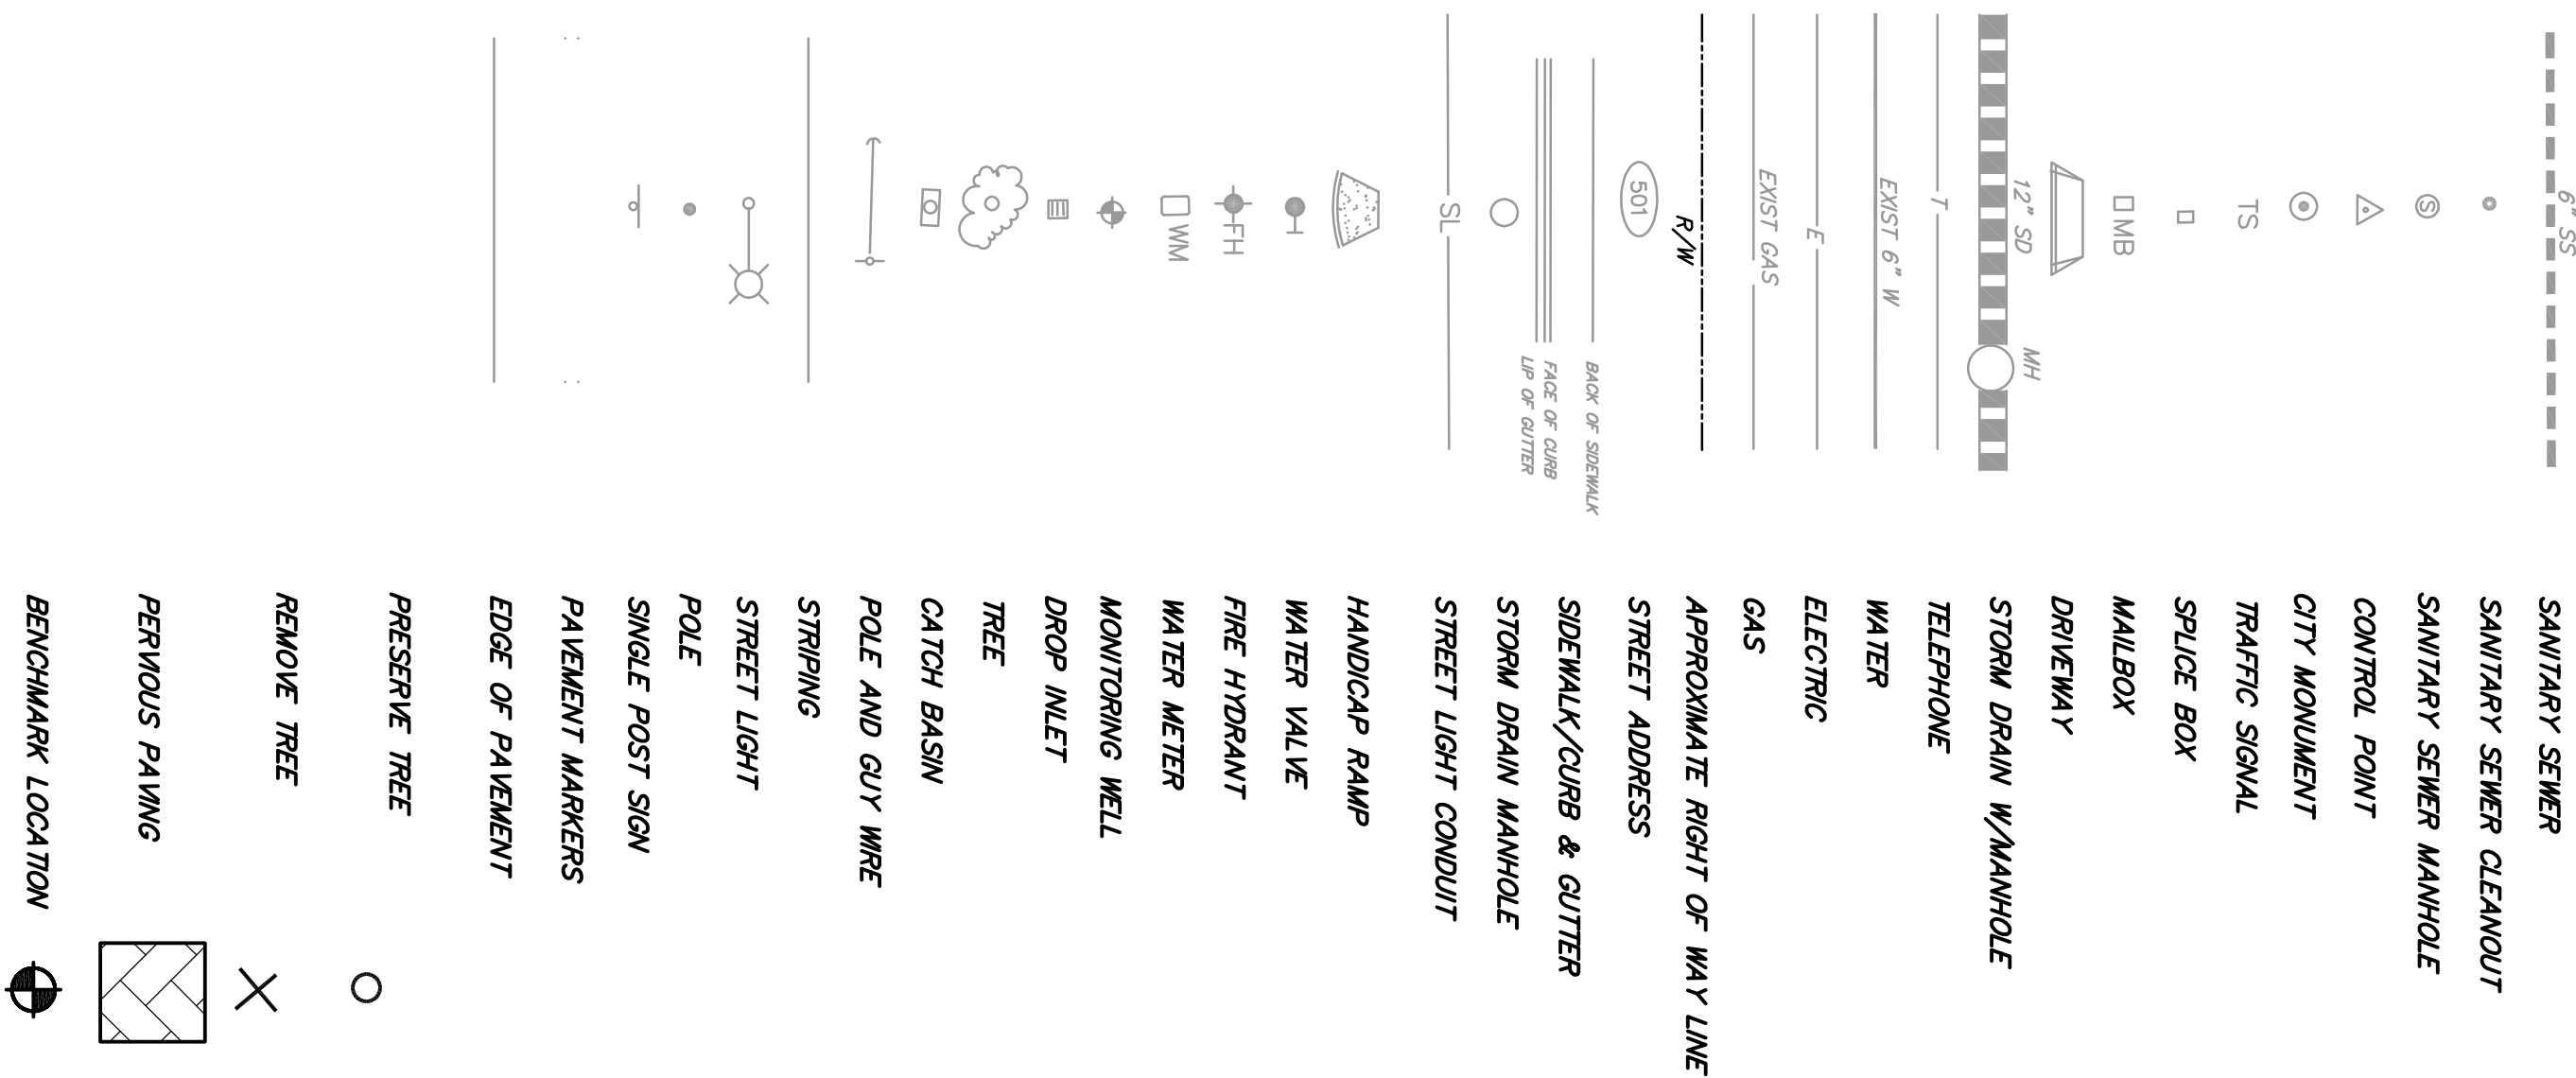 6" SS SANITARY SEWER
SANITARY SEWER CLEANOUT
S SANITARY SEWER MANHOLE
CONTROL POINT
CITY MONUMENT
TS TRAFFIC SIGNAL
SPLICE BOX
MB MAILBOX
DRIVEWAY
12" SD MH STORM DRAIN W/MANHOLE
T TELEPHONE
EXIST 6" W WATER
E ELECTRIC
EXIST GAS GAS
R/W APPROXIMATE RIGHT OF WAY LINE
501 STREET ADDRESS
BACK OF SIDEWALK
SIDEWALK/CURB & GUTTER
FACE OF CURB
LIP OF GUTTER
STORM DRAIN MANHOLE
SL STREET LIGHT CONDUIT
HANDICAP RAMP
WATER VALVE
FH FIRE HYDRANT
WM WATER METER
MONITORING WELL
DROP INLET
TREE
CATCH BASIN
POLE AND GUY WIRE
STRIPING
STREET LIGHT
POLE
SINGLE POST SIGN
PAVEMENT MARKERS
EDGE OF PAVEMENT
PRESERVE TREE
REMOVE TREE
PERVIOUS PAVING
BENCHMARK LOCATION